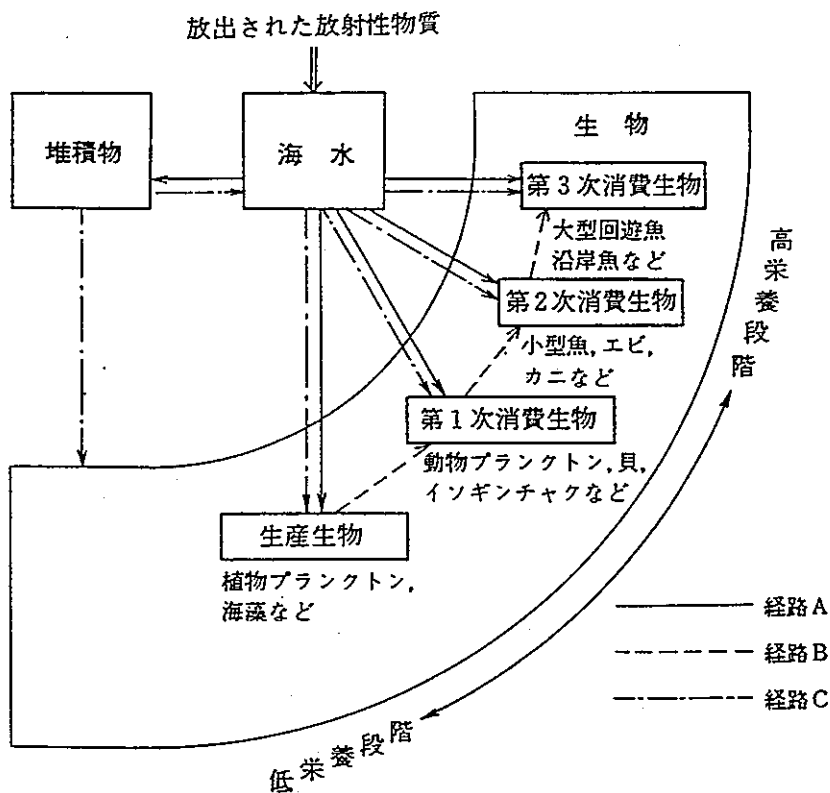 放出された放射性物質
堆積物
海水
生物
第3次消費生物
大型回遊魚
沿岸魚など
第2次消費生物
小型魚，エビ，
カニなど
第1次消費生物
動物プランクトン，貝，
イソギンチャクなど
生産生物
植物プランクトン，
海藻など
高栄養段階
低栄養段階
経路A
経路B
経路C